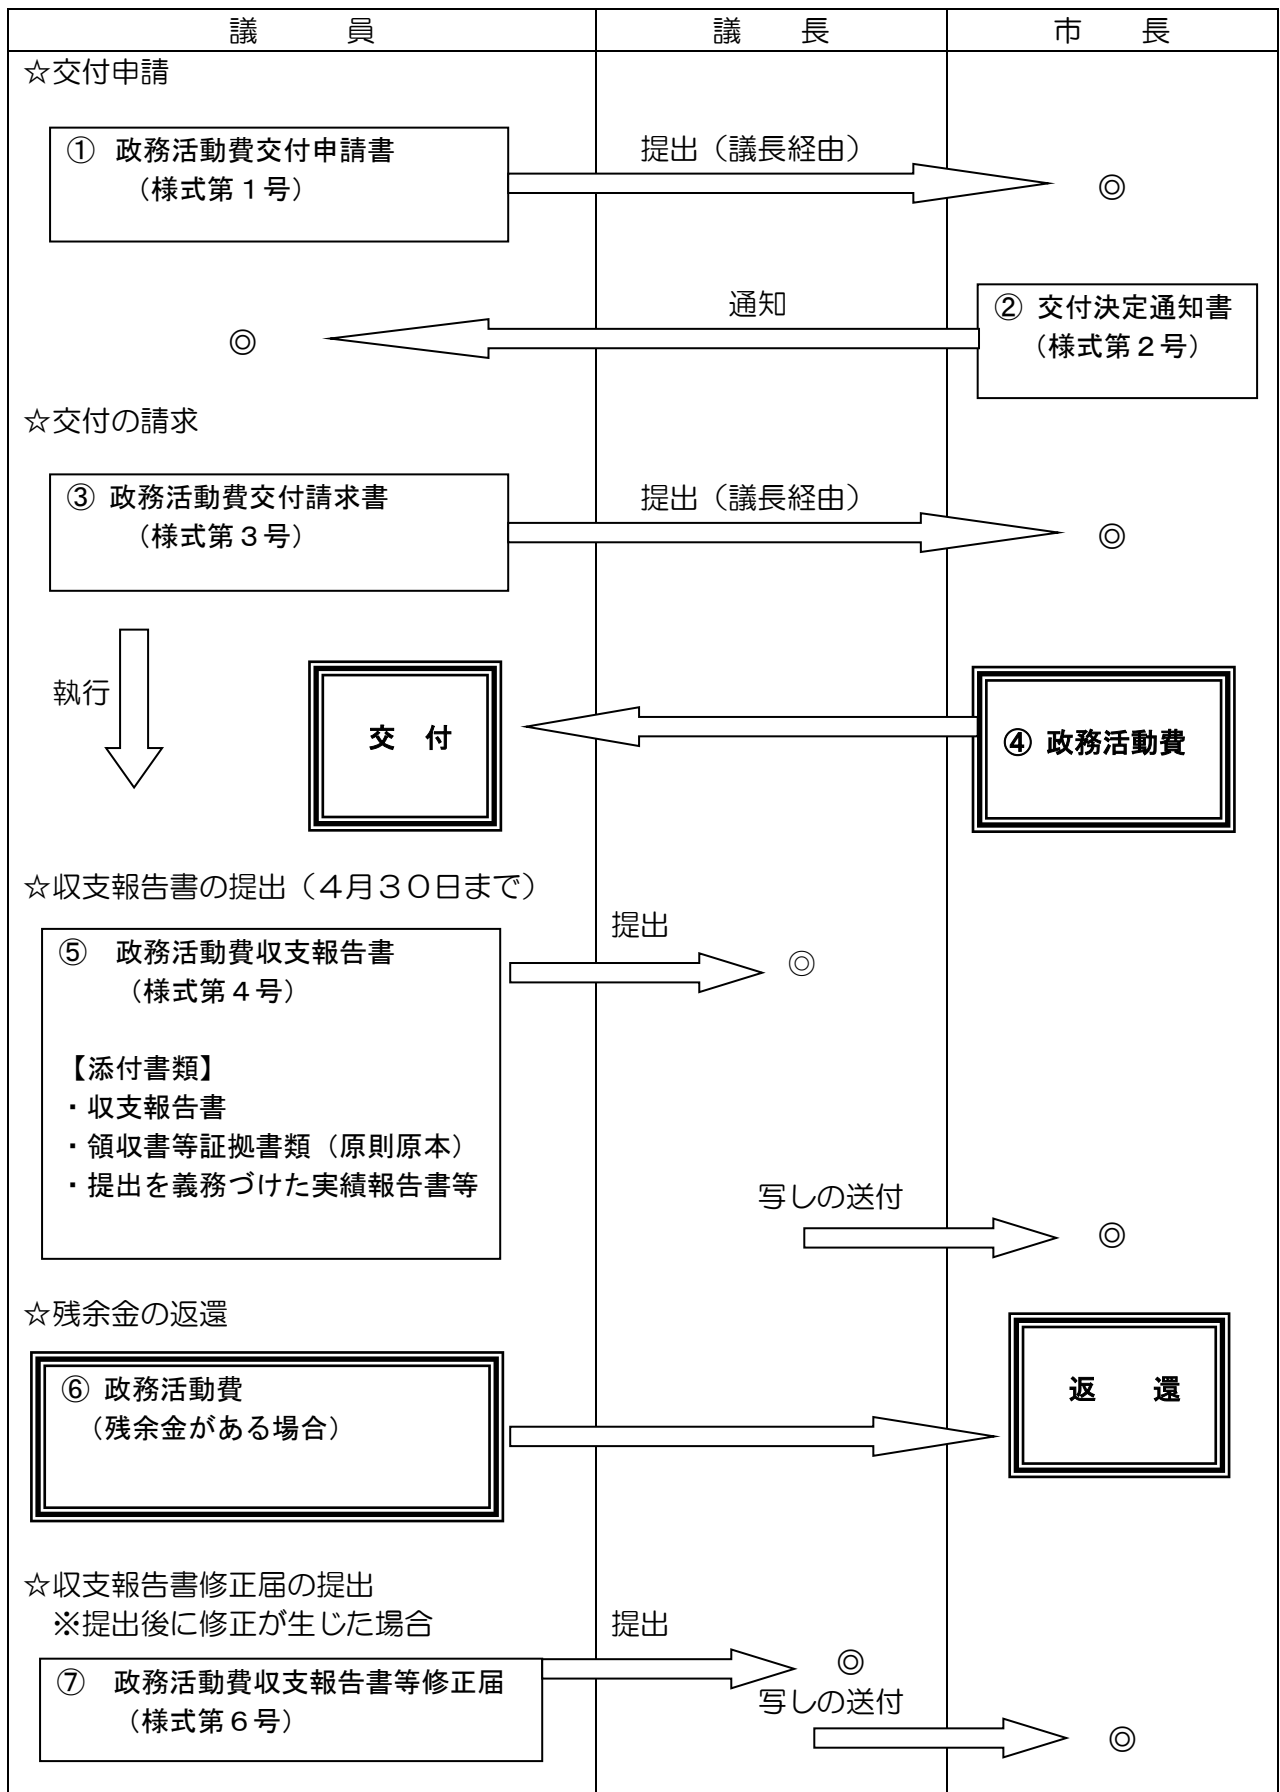 議　　　員　　　議　　長　　　市　　長
☆交付申請
① 政務活動費交付申請書
（様式第１号）
提出（議長経由）
◎
通知
② 交付決定通知書
（様式第２号）
◎
☆交付の請求
③ 政務活動費交付請求書
（様式第３号）
提出（議長経由）
◎
執行
交　付
④ 政務活動費
☆収支報告書の提出（４月３０日まで）
⑤　政務活動費収支報告書
（様式第４号）
【添付書類】
・収支報告書
・領収書等証拠書類（原則原本）
・提出を義務づけた実績報告書等
提出
◎
写しの送付
◎
☆残余金の返還
⑥ 政務活動費
（残余金がある場合）
返　　還
☆収支報告書修正届の提出
※提出後に修正が生じた場合
⑦　政務活動費収支報告書等修正届
（様式第６号）
提出
◎
写しの送付
◎